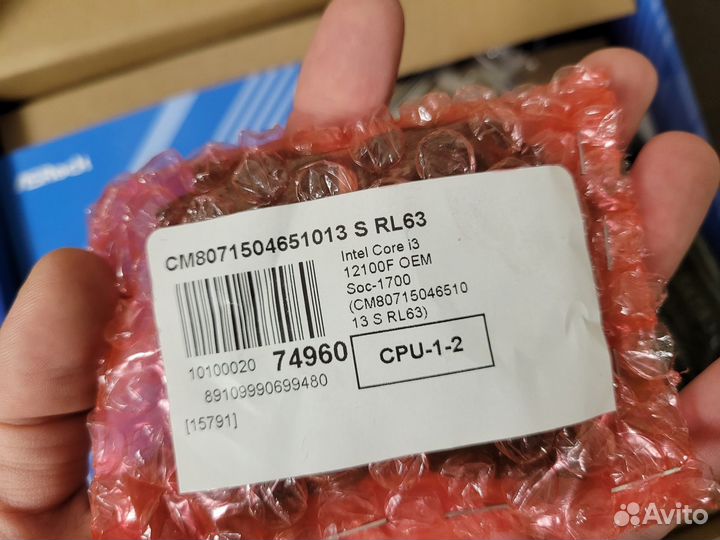 ASRock
CM8071504651013 S RL63
Intel Core i3
12100F OEM
Soc-1700
(CM80715046510
13 S RL63)
10100020 74960
CPU-1-2
89109990699480
[15791]
Avito